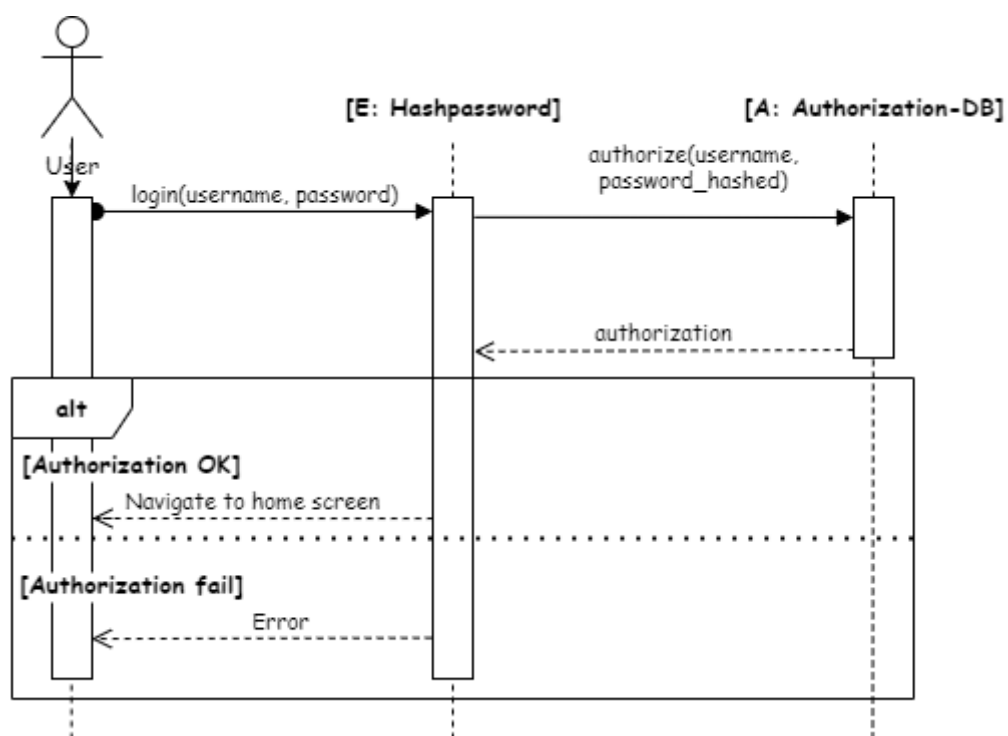 [E: Hashpassword]
[A: Authorization-DB]
User
login(username, password)
authorize(username,
password_hashed)
authorization
alt
[Authorization OK]
Navigate to home screen
[Authorization fail]
Error